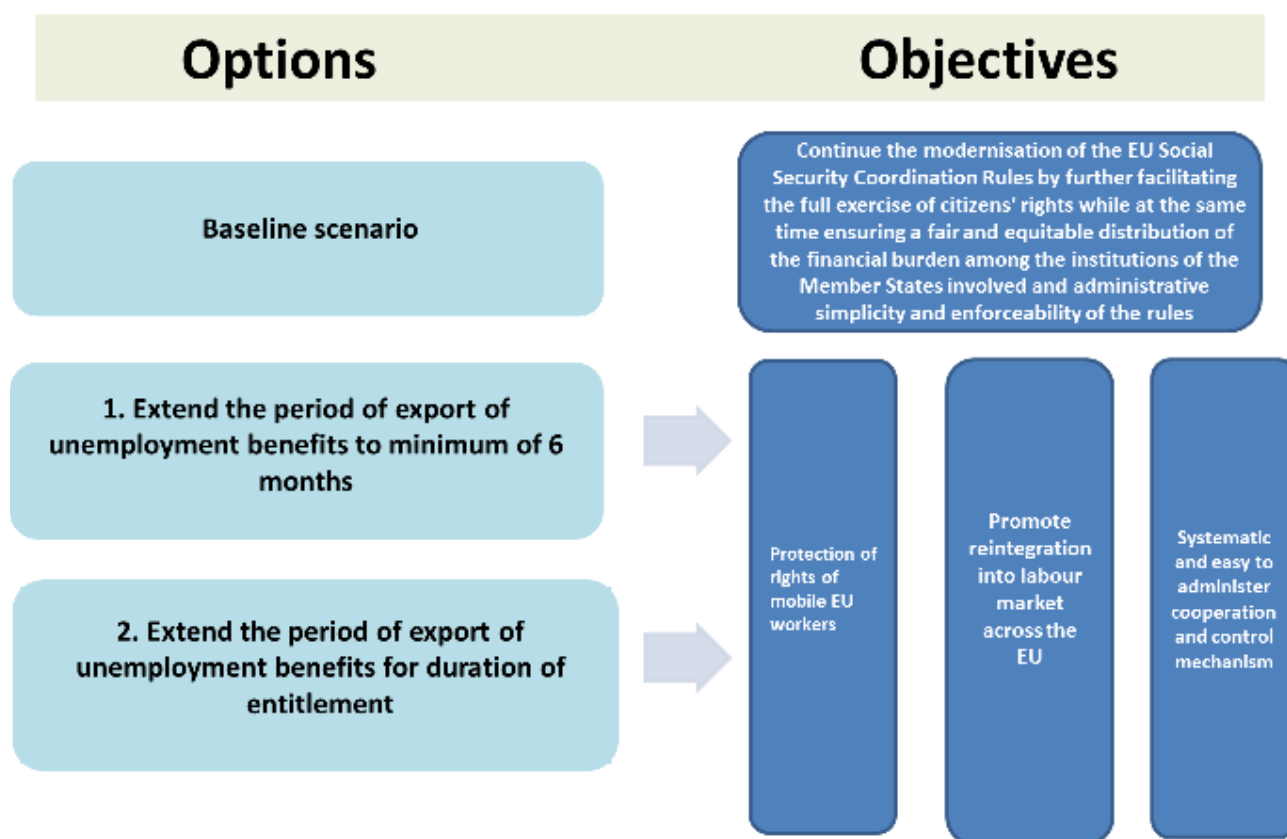 Options
Objectives
Baseline scenario
Continue the modernisation of the EU Social
Security Coordination Rules by further facilitating
the full exercise of citizens' rights while at the same
time ensuring a fair and equitable distribution of
the financial burden among the institutions of the
Member States involved and administrative
simplicity and enforceability of the rules
1. Extend the period of export of
unemployment benefits to minimum of 6
months
2. Extend the period of export of
unemployment benefits for duration of
entitlement
Protection of
rights of
mobile EU
workers
Promote
reintegration
into labour
market
across the
EU
Systematic
and easy to
administer
cooperation
and control
mechanism